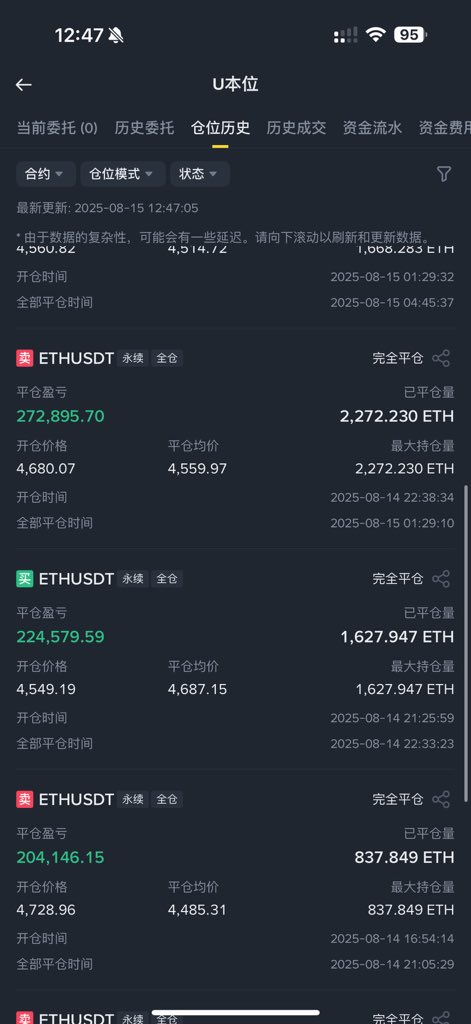 12:47 95
U本位
当前委托 (0) 历史委托 仓位历史 历史成交 资金流水 资金费用
合约 仓位模式 状态
最新更新: 2025-08-15 12:47:05
* 由于数据的复杂性，可能会有一些延迟。请向下滚动以刷新和更新数据。
4,560.82 4,514.72 1,668.283 ETH
开仓时间 2025-08-15 01:29:32
全部平仓时间 2025-08-15 04:45:37
卖 ETHUSDT 永续 全仓 完全平仓
平仓盈亏 已平仓量
272,895.70 2,272.230 ETH
开仓价格 平仓均价 最大持仓量
4,680.07 4,559.97 2,272.230 ETH
开仓时间 2025-08-14 22:38:34
全部平仓时间 2025-08-15 01:29:10
买 ETHUSDT 永续 全仓 完全平仓
平仓盈亏 已平仓量
224,579.59 1,627.947 ETH
开仓价格 平仓均价 最大持仓量
4,549.19 4,687.15 1,627.947 ETH
开仓时间 2025-08-14 21:25:59
全部平仓时间 2025-08-14 22:33:23
卖 ETHUSDT 永续 全仓 完全平仓
平仓盈亏 已平仓量
204,146.15 837.849 ETH
开仓价格 平仓均价 最大持仓量
4,728.96 4,485.31 837.849 ETH
开仓时间 2025-08-14 16:54:14
全部平仓时间 2025-08-14 21:05:29
卖 ETHUSDT 永续 全仓 完全平仓